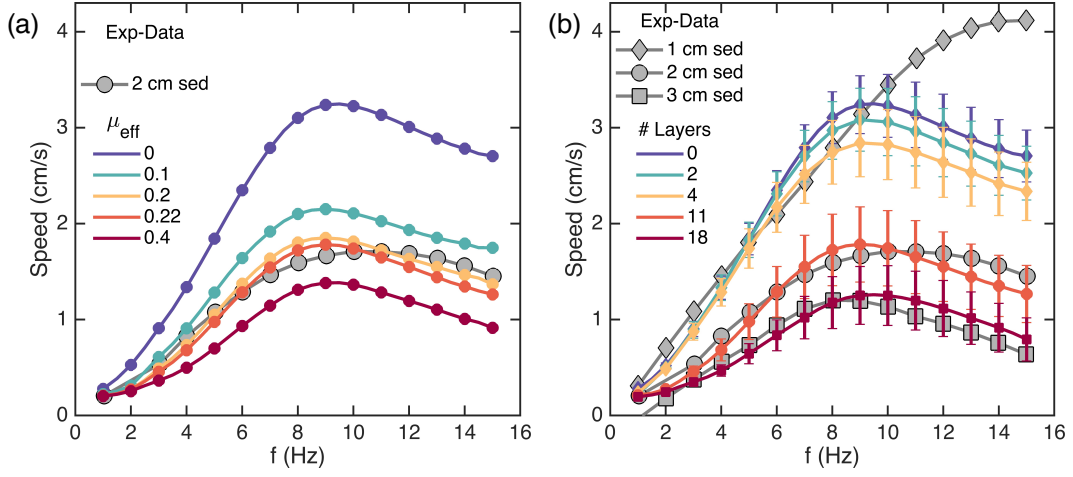 (a)
Exp-Data
2 cm sed
μeff
0
0.1
0.2
0.22
0.4
Speed (cm/s)
4
3
2
1
0
0 2 4 6 8 10 12 14 16
f (Hz)
(b)
Exp-Data
1 cm sed
2 cm sed
3 cm sed
# Layers
0
2
4
11
18
Speed (cm/s)
4
3
2
1
0
0 2 4 6 8 10 12 14 16
f (Hz)